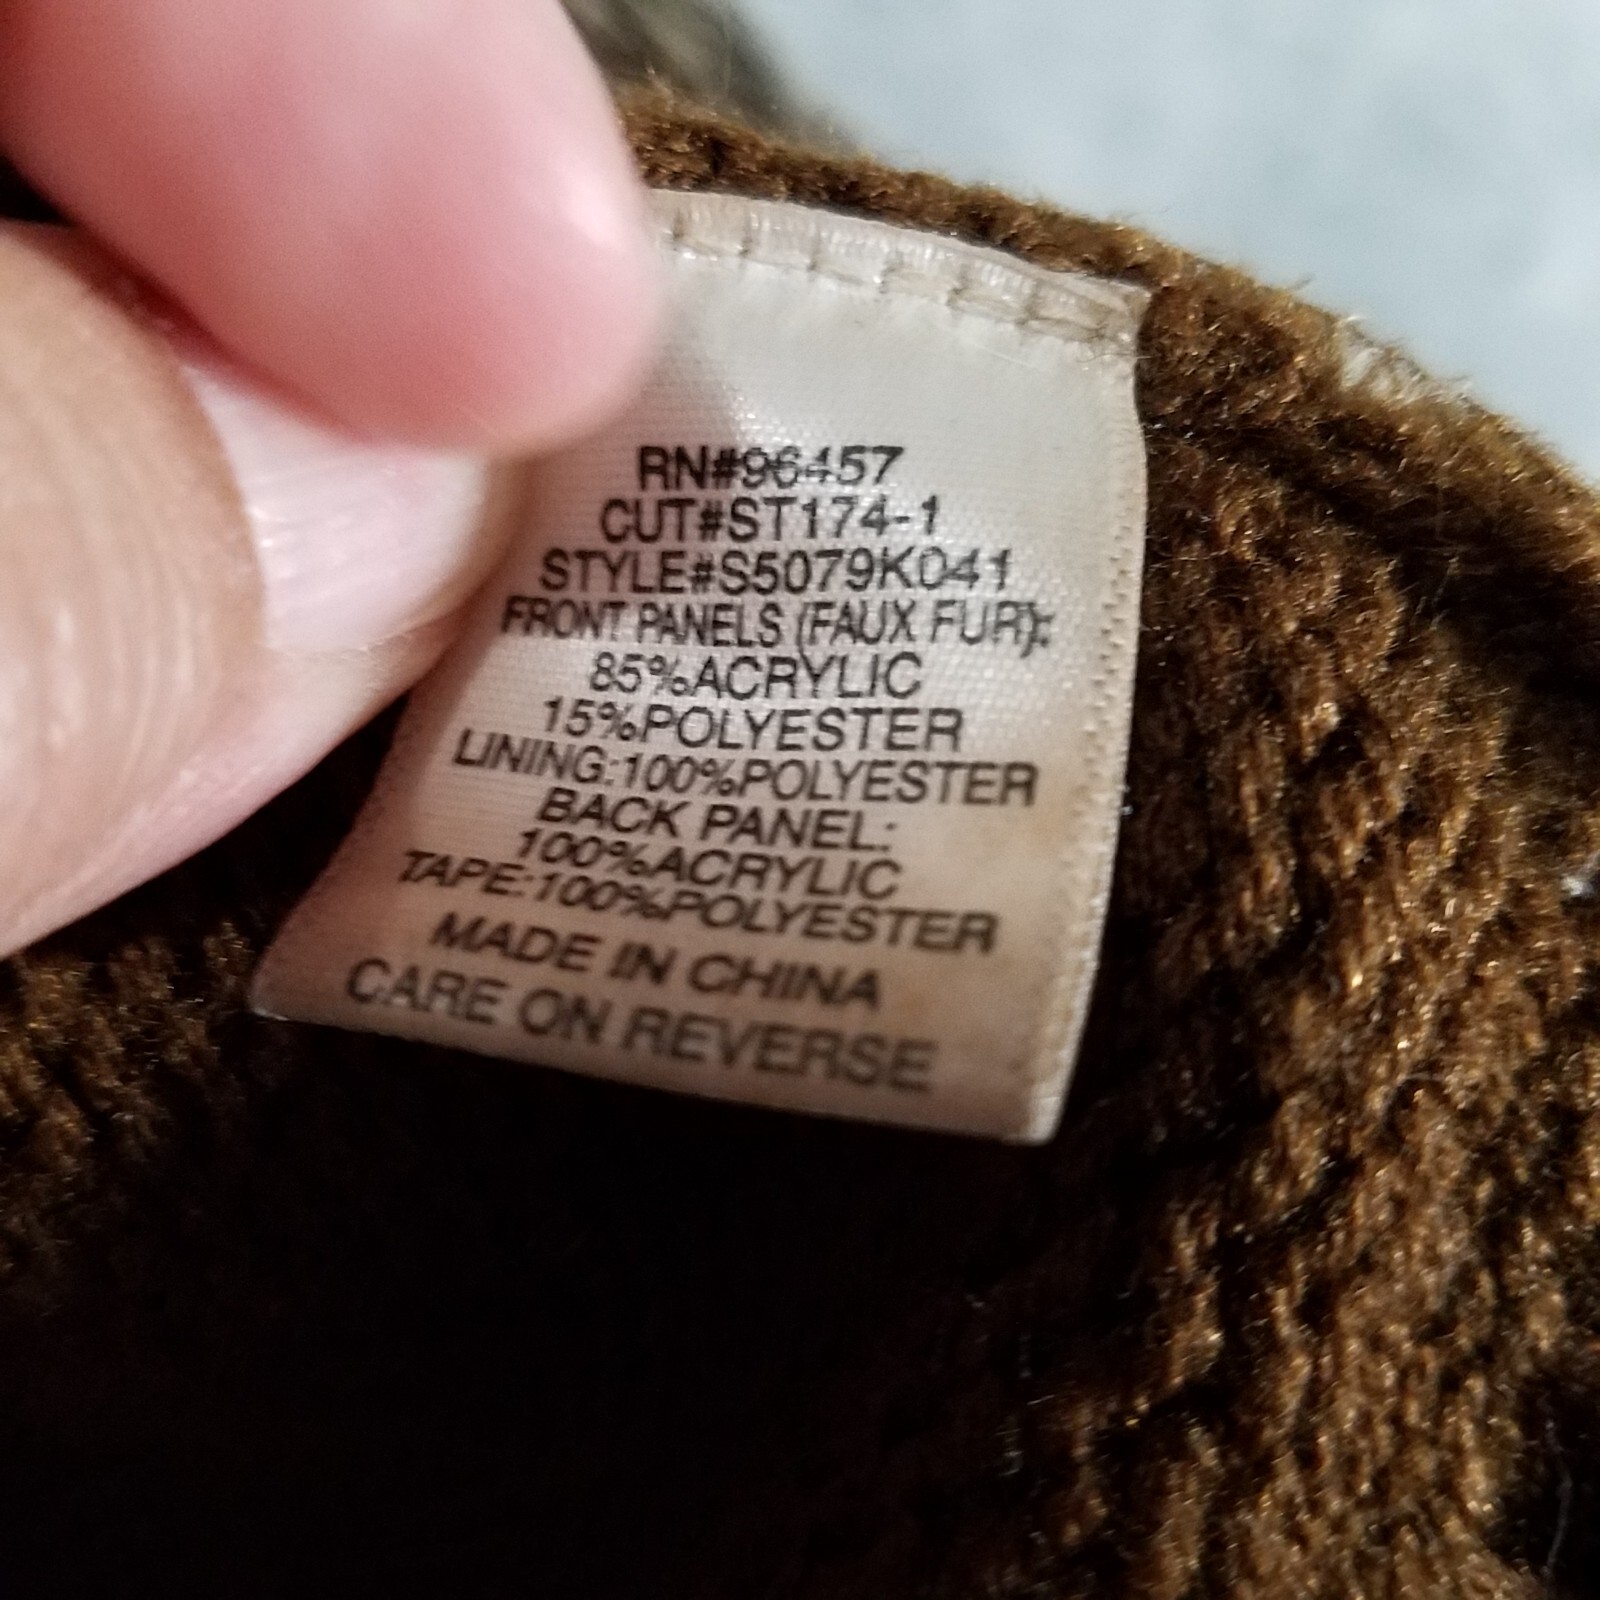 RN#96457
CUT#ST174-1
STYLE#S5079K041
FRONT PANELS (FAUX FUR):
85%ACRYLIC
15%POLYESTER
LINING:100%POLYESTER
BACK PANEL:
100%ACRYLIC
TAPE:100%POLYESTER
MADE IN CHINA
CARE ON REVERSE